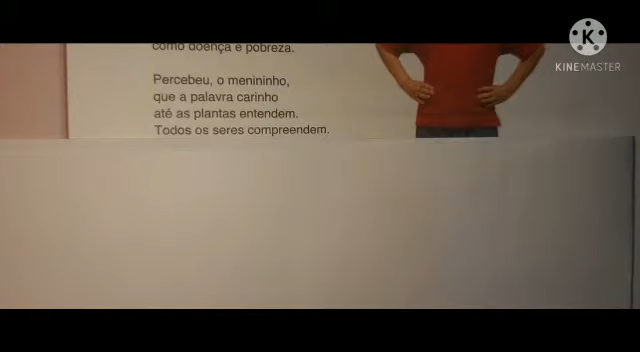 como doença e pobreza.
Percebeu, o menininho,
que a palavra carinho
até as plantas entendem.
Todos os seres compreendem.
K
KINEMASTER